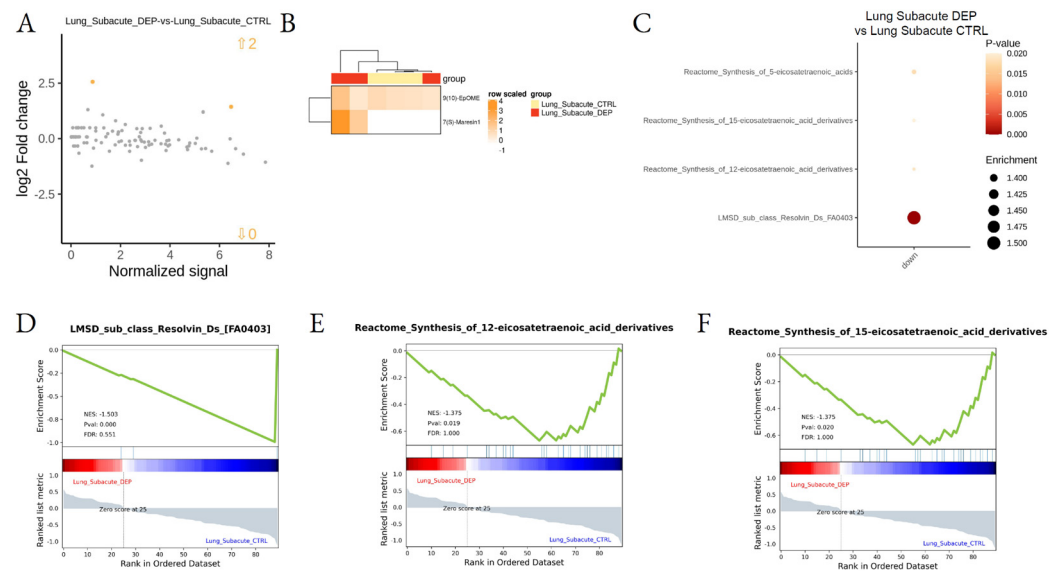 A
Lung_Subacute_DEP-vs-Lung_Subacute_CTRL
⇧2
2.5
0.0
-2.5
⇩0
log2 Fold change
0 2 4 6 8
Normalized signal
B
group
9(10)-EpOME
7(S)-Maresin1
row scaled
4
3
2
1
0
-1
group
Lung_Subacute_CTRL
Lung_Subacute_DEP
C
Lung Subacute DEP
vs Lung Subacute CTRL
Reactome_Synthesis_of_5-eicosatetraenoic_acids
Reactome_Synthesis_of_15-eicosatetraenoic_acid_derivatives
Reactome_Synthesis_of_12-eicosatetraenoic_acid_derivatives
LMSD_sub_class_Resolvin_Ds_FA0403
down
P-value
0.020
0.015
0.010
0.005
0.000
Enrichment
1.400
1.425
1.450
1.475
1.500
D
LMSD_sub_class_Resolvin_Ds_[FA0403]
Enrichment Score
0.0
-0.2
-0.5
-0.8
-1.0
NES: -1.503
Pval: 0.000
FDR: 0.551
Lung_Subacute_DEP
Ranked list metric
1.0
0.5
0.0
-0.5
-1.0
Zero score at 25
Lung_Subacute_CTRL
0 10 20 30 40 50 60 70 80
Rank in Ordered Dataset
E
Reactome_Synthesis_of_12-eicosatetraenoic_acid_derivatives
Enrichment Score
0.0
-0.2
-0.4
-0.6
NES: -1.375
Pval: 0.019
FDR: 1.000
Lung_Subacute_DEP
Ranked list metric
1.0
0.5
0.0
-0.5
-1.0
Zero score at 25
Lung_Subacute_CTRL
0 10 20 30 40 50 60 70 80
Rank in Ordered Dataset
F
Reactome_Synthesis_of_15-eicosatetraenoic_acid_derivatives
Enrichment Score
0.0
-0.2
-0.4
-0.6
NES: -1.375
Pval: 0.020
FDR: 1.000
Lung_Subacute_DEP
Ranked list metric
1.0
0.5
0.0
-0.5
-1.0
Zero score at 25
Lung_Subacute_CTRL
0 10 20 30 40 50 60 70 80
Rank in Ordered Dataset